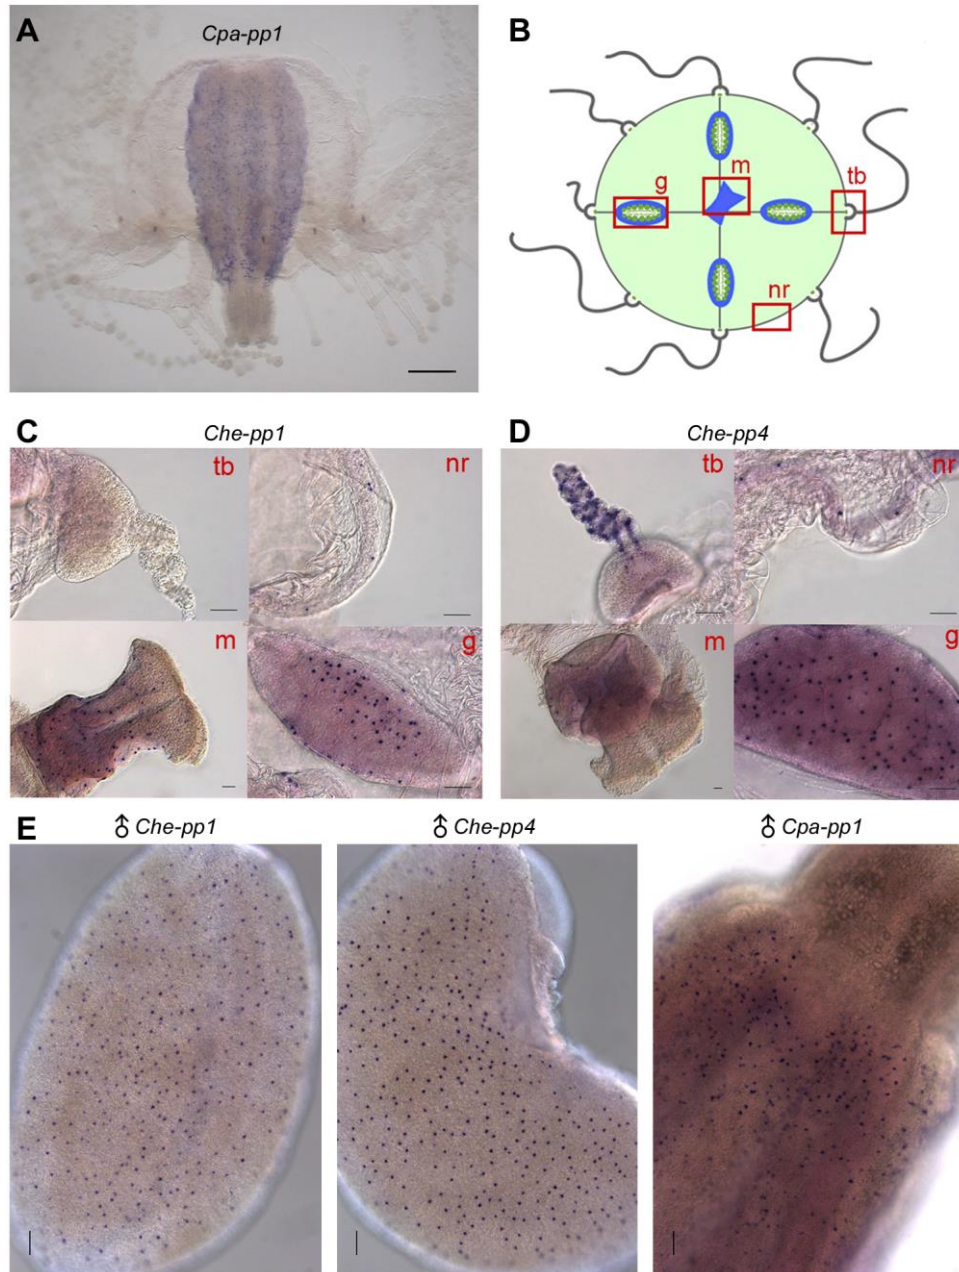 A
Cpa-pp1
B
g
m
tb
nr
C
Che-pp1
tb
nr
m
g
D
Che-pp4
tb
nr
m
g
E
♂ Che-pp1
♂ Che-pp4
♂ Cpa-pp1